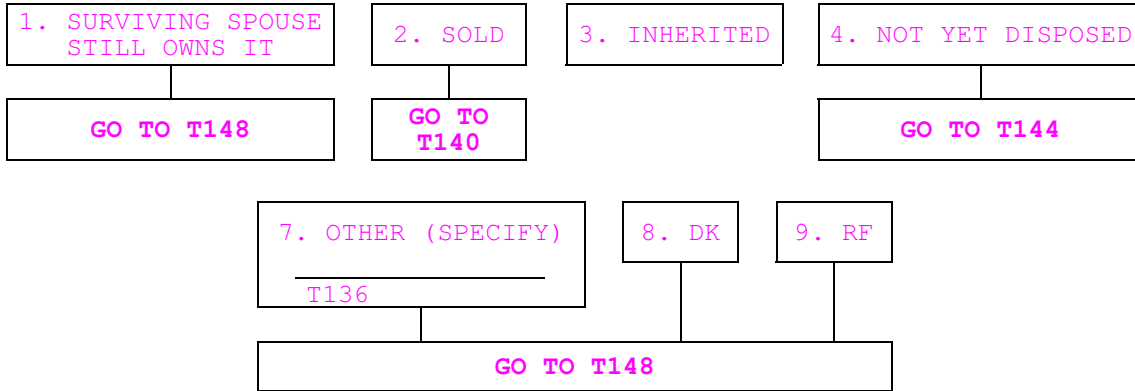 1. SURVIVING SPOUSE
STILL OWNS IT
2. SOLD
3. INHERITED
4. NOT YET DISPOSED
GO TO T148
GO TO
T140
GO TO T144
7. OTHER (SPECIFY)
T136
8. DK
9. RF
GO TO T148